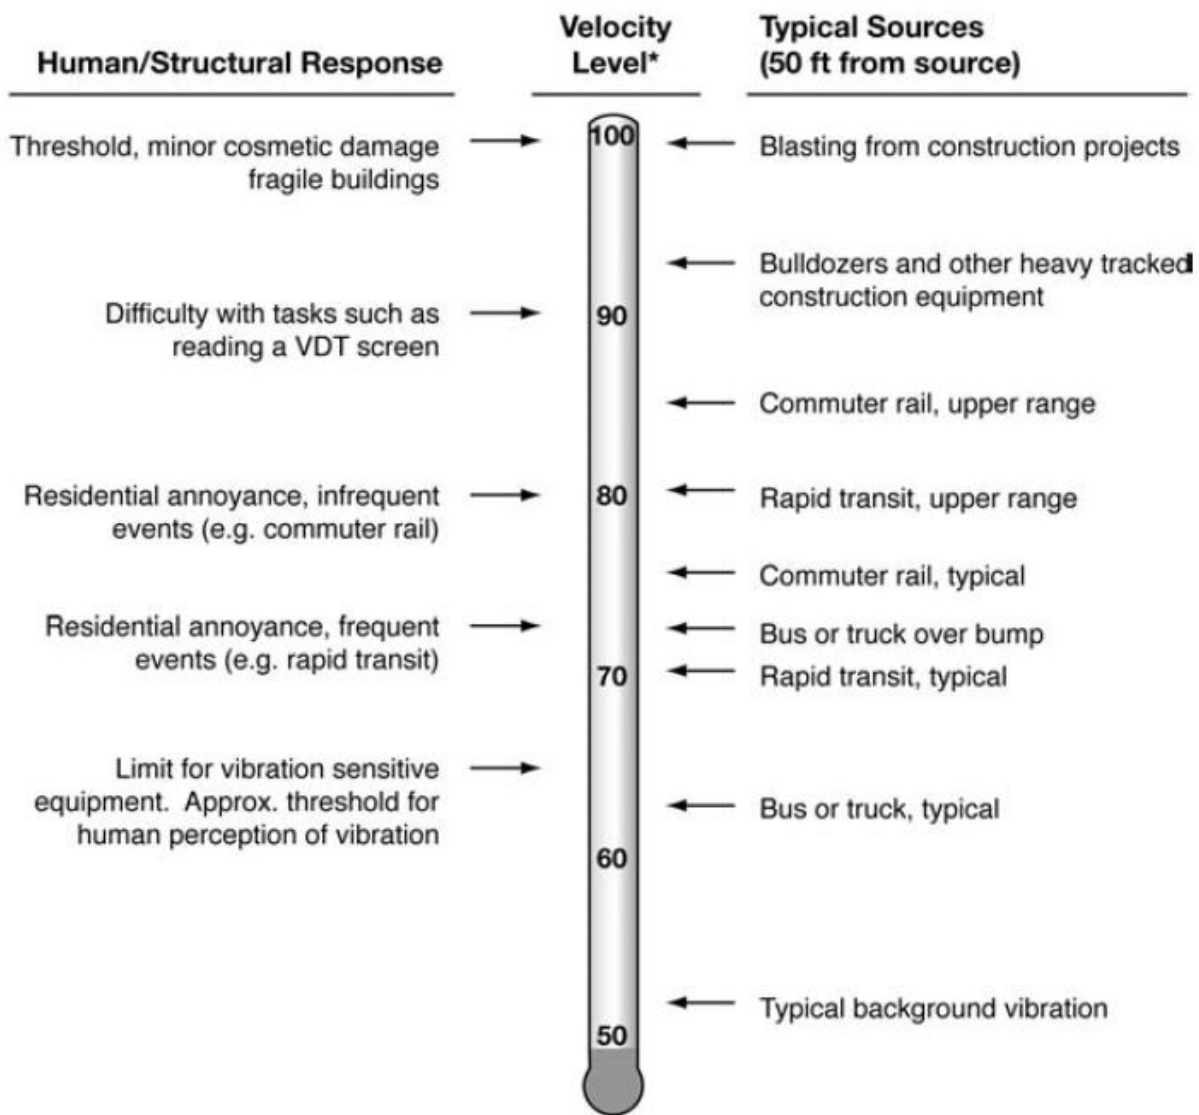 Human/Structural Response
Velocity
Level*
Typical Sources
(50 ft from source)
Threshold, minor cosmetic damage
fragile buildings
100
Blasting from construction projects
Bulldozers and other heavy tracked
construction equipment
Difficulty with tasks such as
reading a VDT screen
90
Commuter rail, upper range
Residential annoyance, infrequent
events (e.g. commuter rail)
80
Rapid transit, upper range
Commuter rail, typical
Residential annoyance, frequent
events (e.g. rapid transit)
Bus or truck over bump
70
Rapid transit, typical
Limit for vibration sensitive
equipment. Approx. threshold for
human perception of vibration
Bus or truck, typical
60
Typical background vibration
50